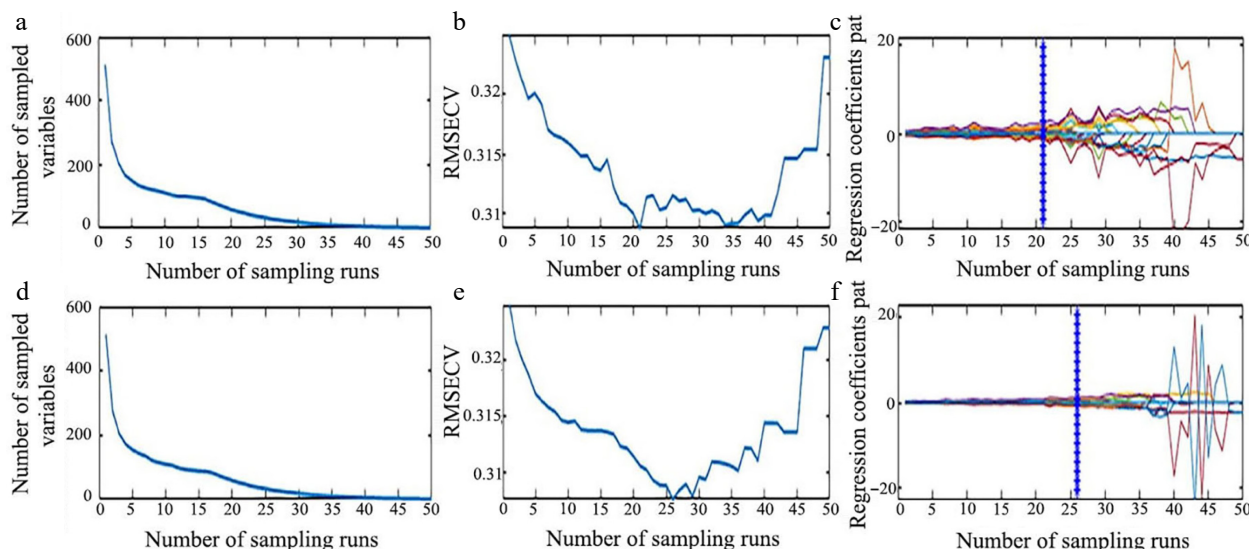 a
Number of sampled
variables
600
400
200
0
0 5 10 15 20 25 30 35 40 45 50
Number of sampling runs
b
RMSECV
0.32
0.315
0.31
0 5 10 15 20 25 30 35 40 45 50
Number of sampling runs
c
Regression coefficients pat
20
0
−20
0 5 10 15 20 25 30 35 40 45 50
Number of sampling runs
d
Number of sampled
variables
600
400
200
0
0 5 10 15 20 25 30 35 40 45 50
Number of sampling runs
e
RMSECV
0.32
0.315
0.31
0 5 10 15 20 25 30 35 40 45 50
Number of sampling runs
f
Regression coefficients pat
20
0
−20
0 5 10 15 20 25 30 35 40 45 50
Number of sampling runs